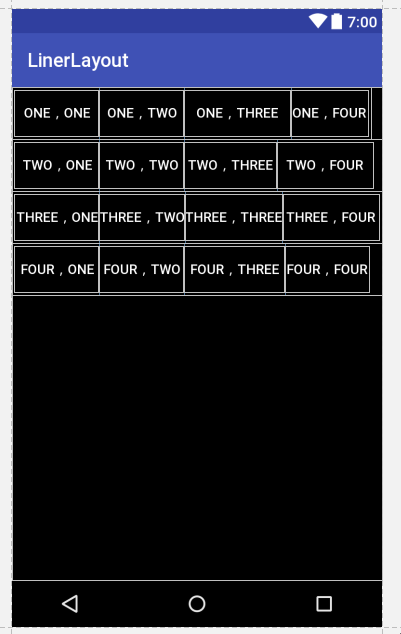 7:00
LinerLayout
ONE , ONE ONE , TWO ONE , THREE ONE , FOUR
TWO , ONE TWO , TWO TWO , THREE TWO , FOUR
THREE , ONE THREE , TWO THREE , THREE THREE , FOUR
FOUR , ONE FOUR , TWO FOUR , THREE FOUR , FOUR